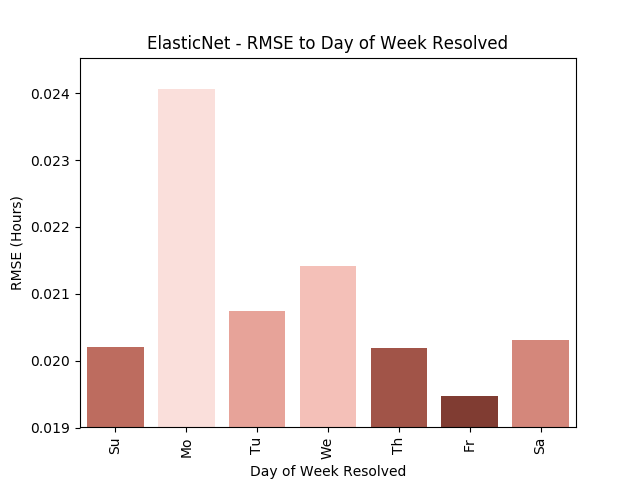 ElasticNet - RMSE to Day of Week Resolved
0.024
0.023
0.022
0.021
0.020
0.019
RMSE (Hours)
Su Mo Tu We Th Fr Sa
Day of Week Resolved